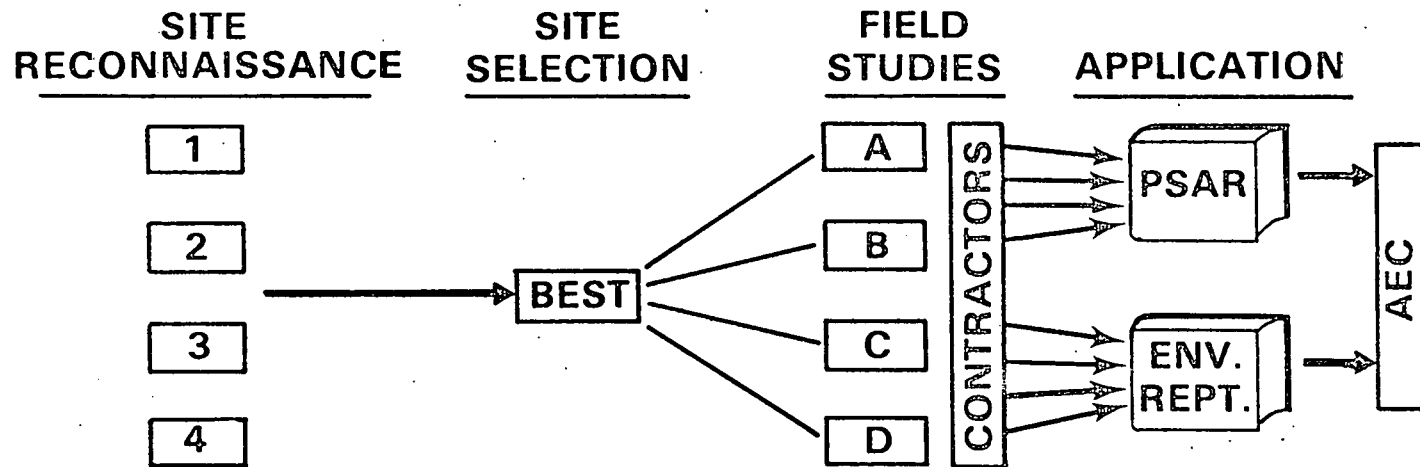 SITE
RECONNAISSANCE
SITE
SELECTION
FIELD
STUDIES
APPLICATION
1
2
3
4
BEST
A
B
C
D
CONTRACTORS
PSAR
ENV.
REPT.
AEC